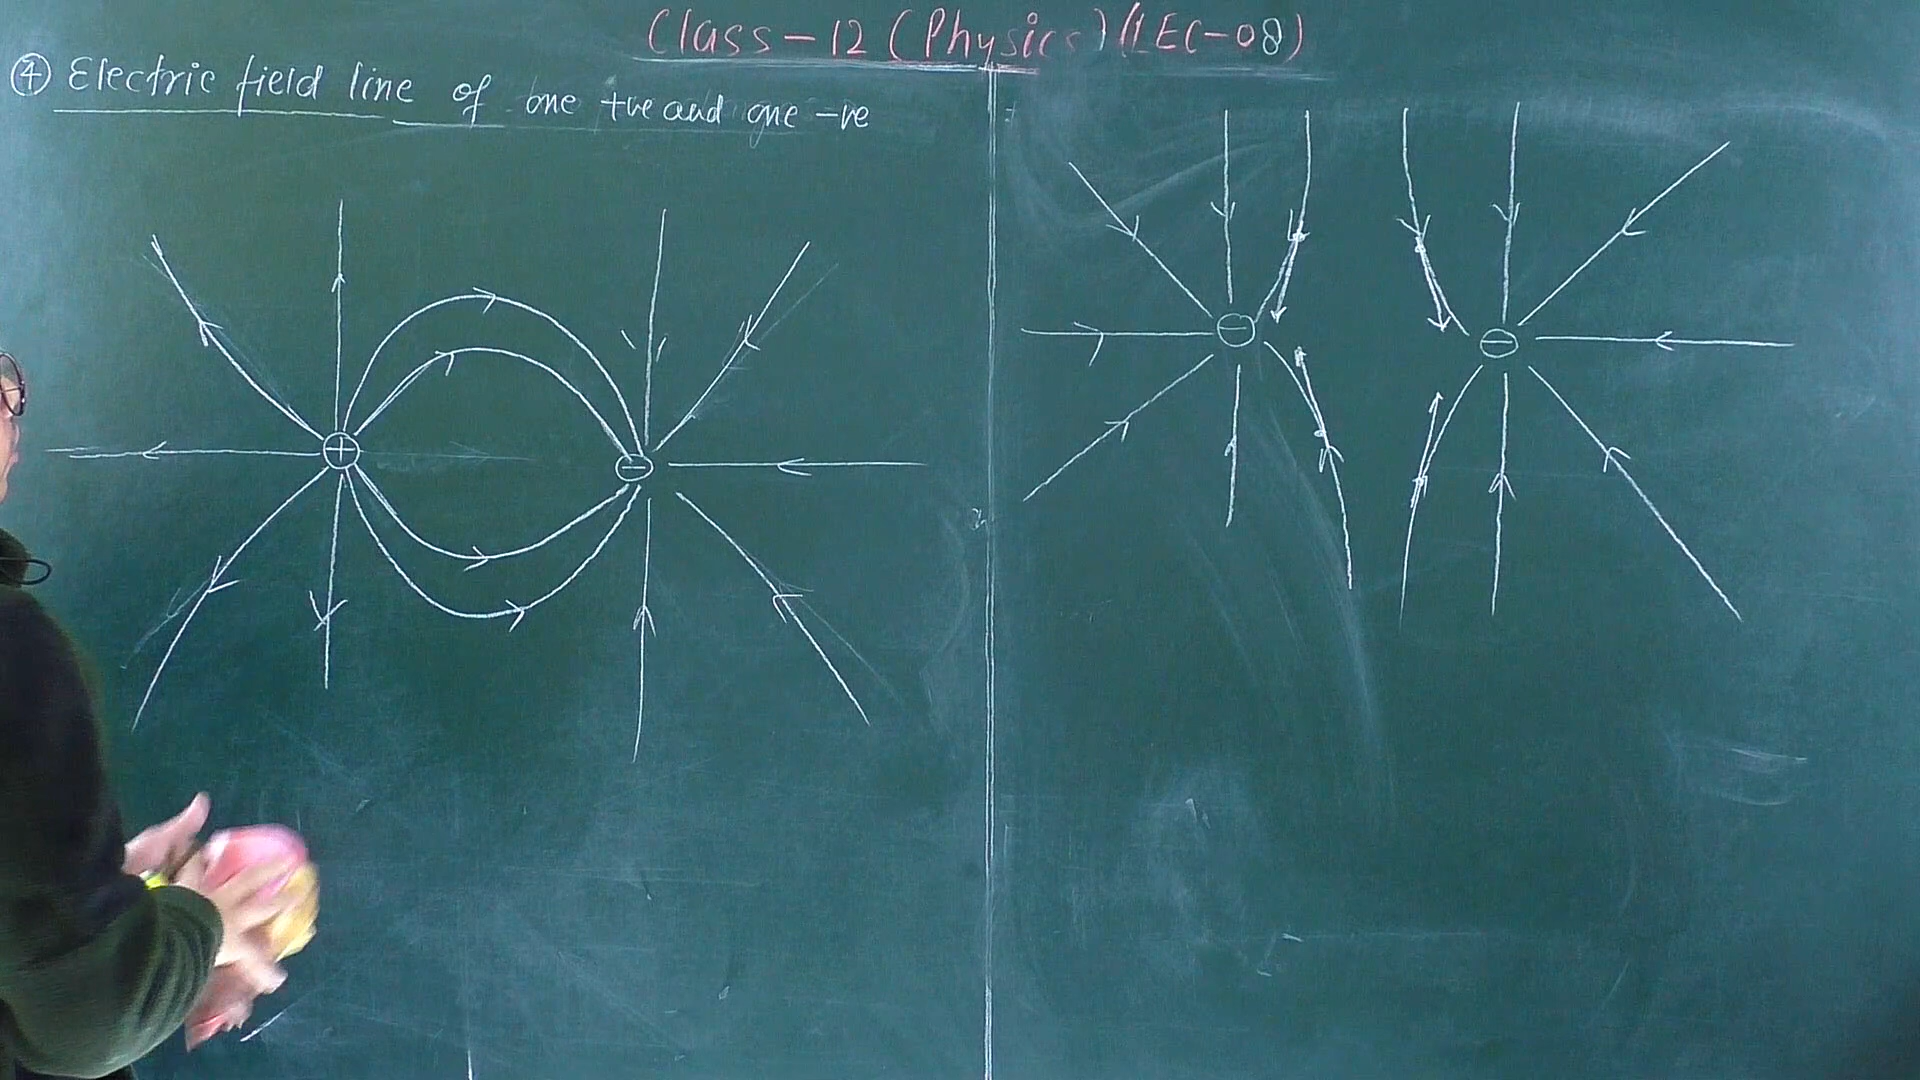 Class-12 (Physics) (LEC-08)
④ Electric field line of one +ve and one -ve
+
-
-
-